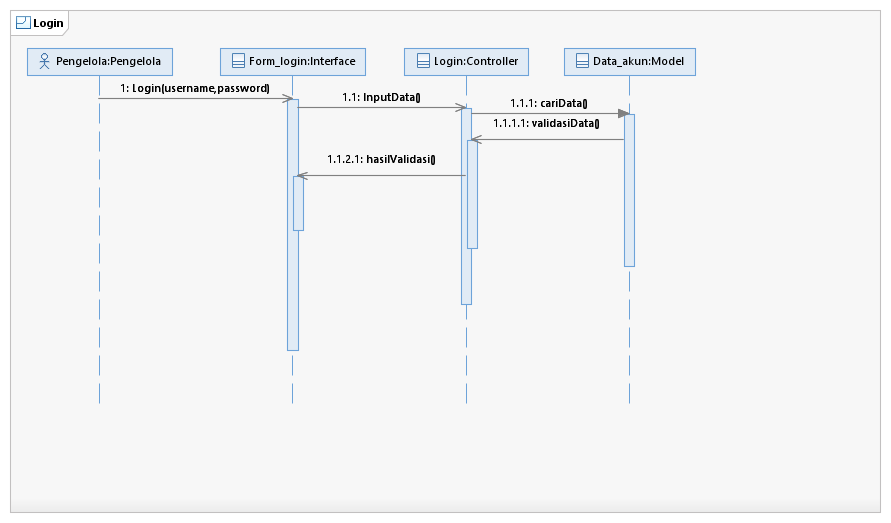 Login
Pengelola:Pengelola
Form_login:Interface
Login:Controller
Data_akun:Model
1: Login(username,password)
1.1: InputData()
1.1.1: cariData()
1.1.1.1: validasiData()
1.1.2.1: hasilValidasi()